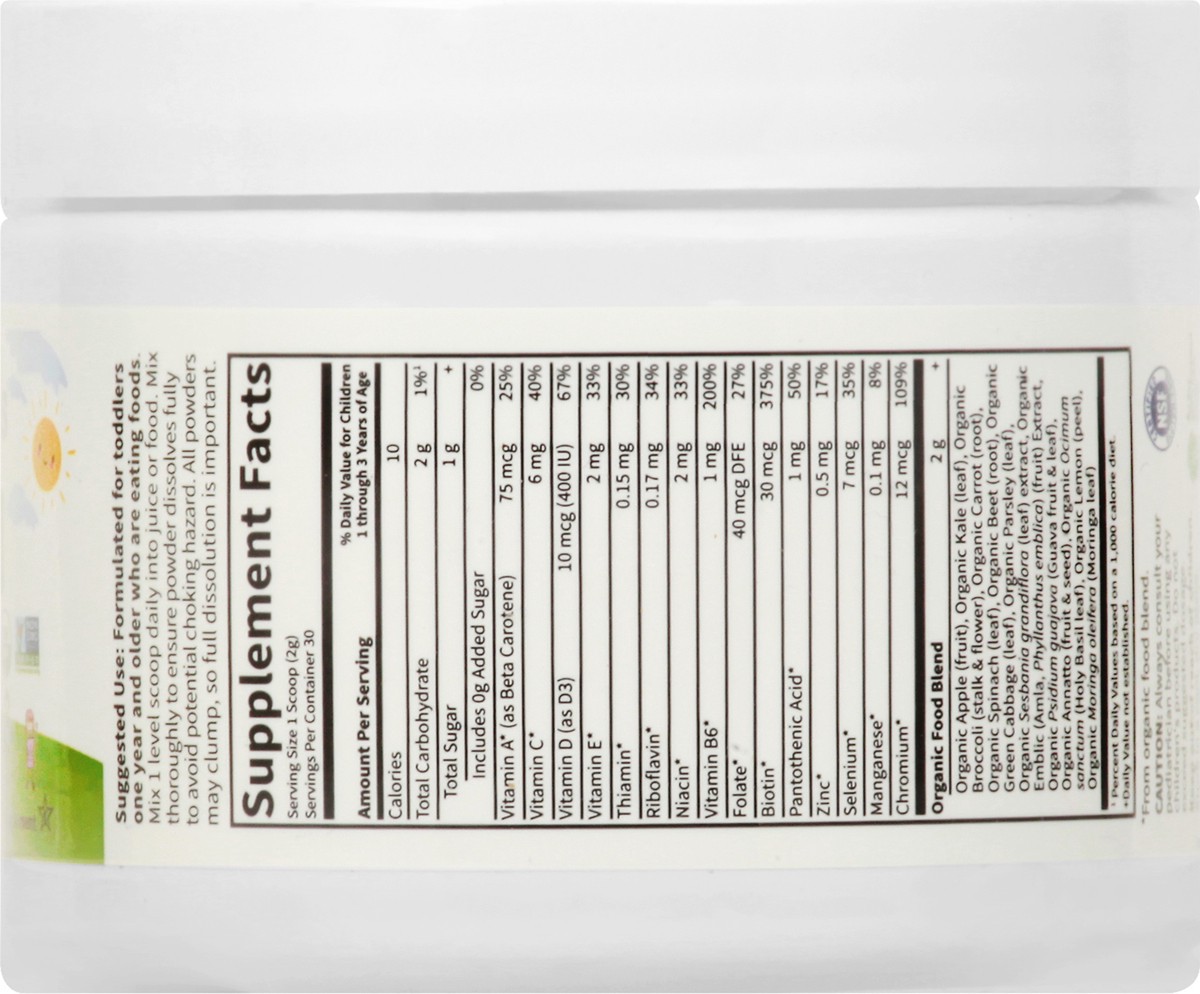 Suggested Use: Formulated for toddlers
one year and older who are eating foods.
Mix 1 level scoop daily into juice or food. Mix
thoroughly to ensure powder dissolves fully
to avoid potential choking hazard. All powders
may clump, so full dissolution is important.
Supplement Facts
Serving Size 1 Scoop (2g)
Servings Per Container 30
% Daily Value for Children
Amount Per Serving 1 through 3 Years of Age
Calories 10
Total Carbohydrate 2 g 1%¹
Total Sugar 1 g +
Includes 0g Added Sugar 0%
Vitamin A* (as Beta Carotene) 75 mcg 25%
Vitamin C* 6 mg 40%
Vitamin D (as D3) 10 mcg (400 IU) 67%
Vitamin E* 2 mg 33%
Thiamin* 0.15 mg 30%
Riboflavin* 0.17 mg 34%
Niacin* 2 mg 33%
Vitamin B6* 1 mg 200%
Folate* 40 mcg DFE 27%
Biotin* 30 mcg 375%
Pantothenic Acid* 1 mg 50%
Zinc* 0.5 mg 17%
Selenium* 7 mcg 35%
Manganese* 0.1 mg 8%
Chromium* 12 mcg 109%
Organic Food Blend 2 g +
Organic Apple (fruit), Organic Kale (leaf), Organic
Broccoli (stalk & flower), Organic Carrot (root),
Organic Spinach (leaf), Organic Beet (root), Organic
Green Cabbage (leaf), Organic Parsley (leaf),
Organic Sesbania grandiflora (leaf) extract, Organic
Emblic (Amla, Phyllanthus emblica) (fruit) Extract,
Organic Psidium guajava (Guava fruit & leaf),
Organic Annatto (fruit & seed), Organic Ocimum
sanctum (Holy Basil leaf), Organic Lemon (peel),
Organic Moringa oleifera (Moringa leaf)
¹ Percent Daily Values based on a 1,000 calorie diet.
+Daily Value not established.
*From organic food blend.
CAUTION: Always consult your
pediatrician before using any
NSF